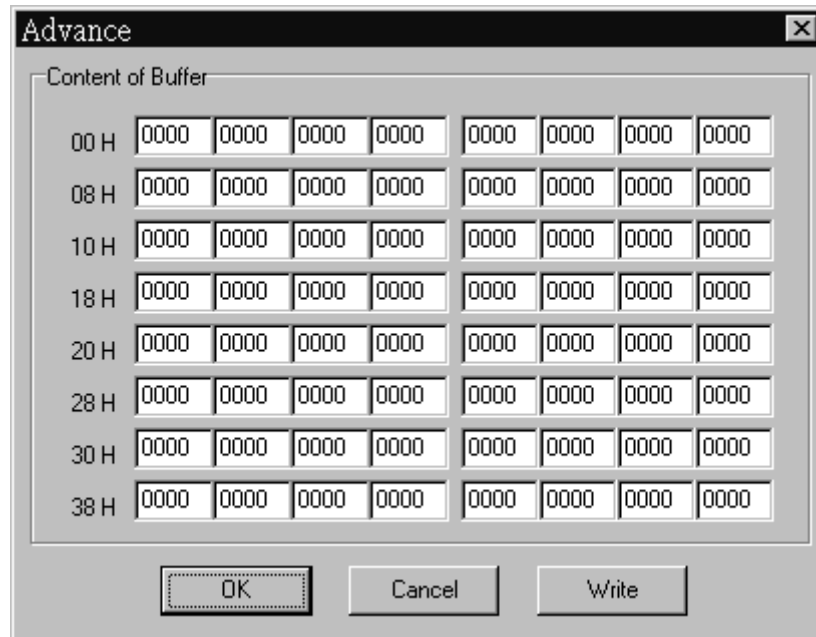 Advance
Content of Buffer
00 H 0000 0000 0000 0000 0000 0000 0000 0000
08 H 0000 0000 0000 0000 0000 0000 0000 0000
10 H 0000 0000 0000 0000 0000 0000 0000 0000
18 H 0000 0000 0000 0000 0000 0000 0000 0000
20 H 0000 0000 0000 0000 0000 0000 0000 0000
28 H 0000 0000 0000 0000 0000 0000 0000 0000
30 H 0000 0000 0000 0000 0000 0000 0000 0000
38 H 0000 0000 0000 0000 0000 0000 0000 0000
OK Cancel Write